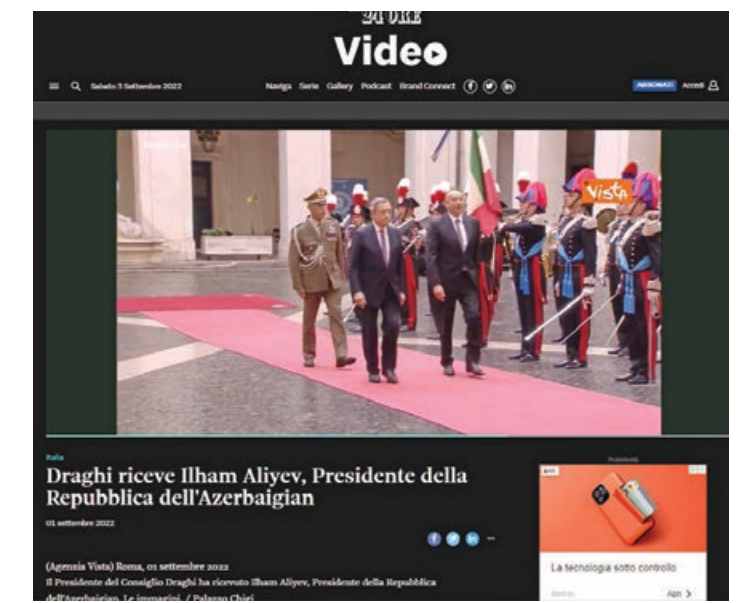 24 ORE
Video
Sabato 3 Settembre 2022
Naviga Serie Gallery Podcast Brand Connect
ABBONATI Accedi
VISTA
Italia
Draghi riceve Ilham Aliyev, Presidente della
Repubblica dell'Azerbaigian
01 settembre 2022
(Agenzia Vista) Roma, 01 settembre 2022
Il Presidente del Consiglio Draghi ha ricevuto Ilham Aliyev, Presidente della Repubblica
dell'Azerbaigian. Le immagini. / Palazzo Chigi
Pubblicità
La tecnologia sotto controllo
Apri